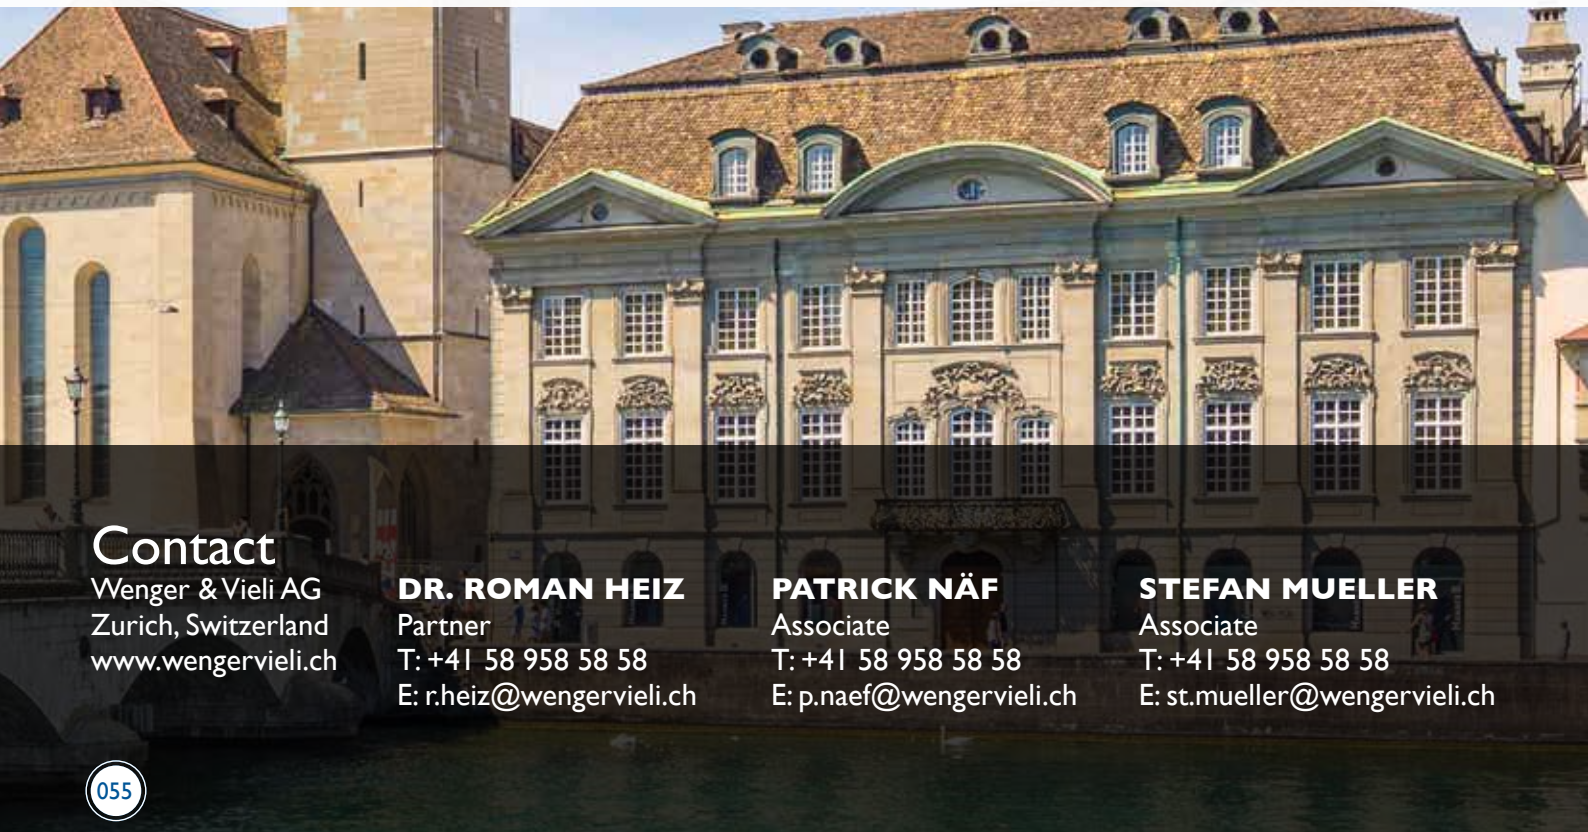 Contact
Wenger & Vieli AG
Zurich, Switzerland
www.wengervieli.ch
DR. ROMAN HEIZ
Partner
T: +41 58 958 58 58
E: r.heiz@wengervieli.ch
PATRICK NÄF
Associate
T: +41 58 958 58 58
E: p.naef@wengervieli.ch
STEFAN MUELLER
Associate
T: +41 58 958 58 58
E: st.mueller@wengervieli.ch
055